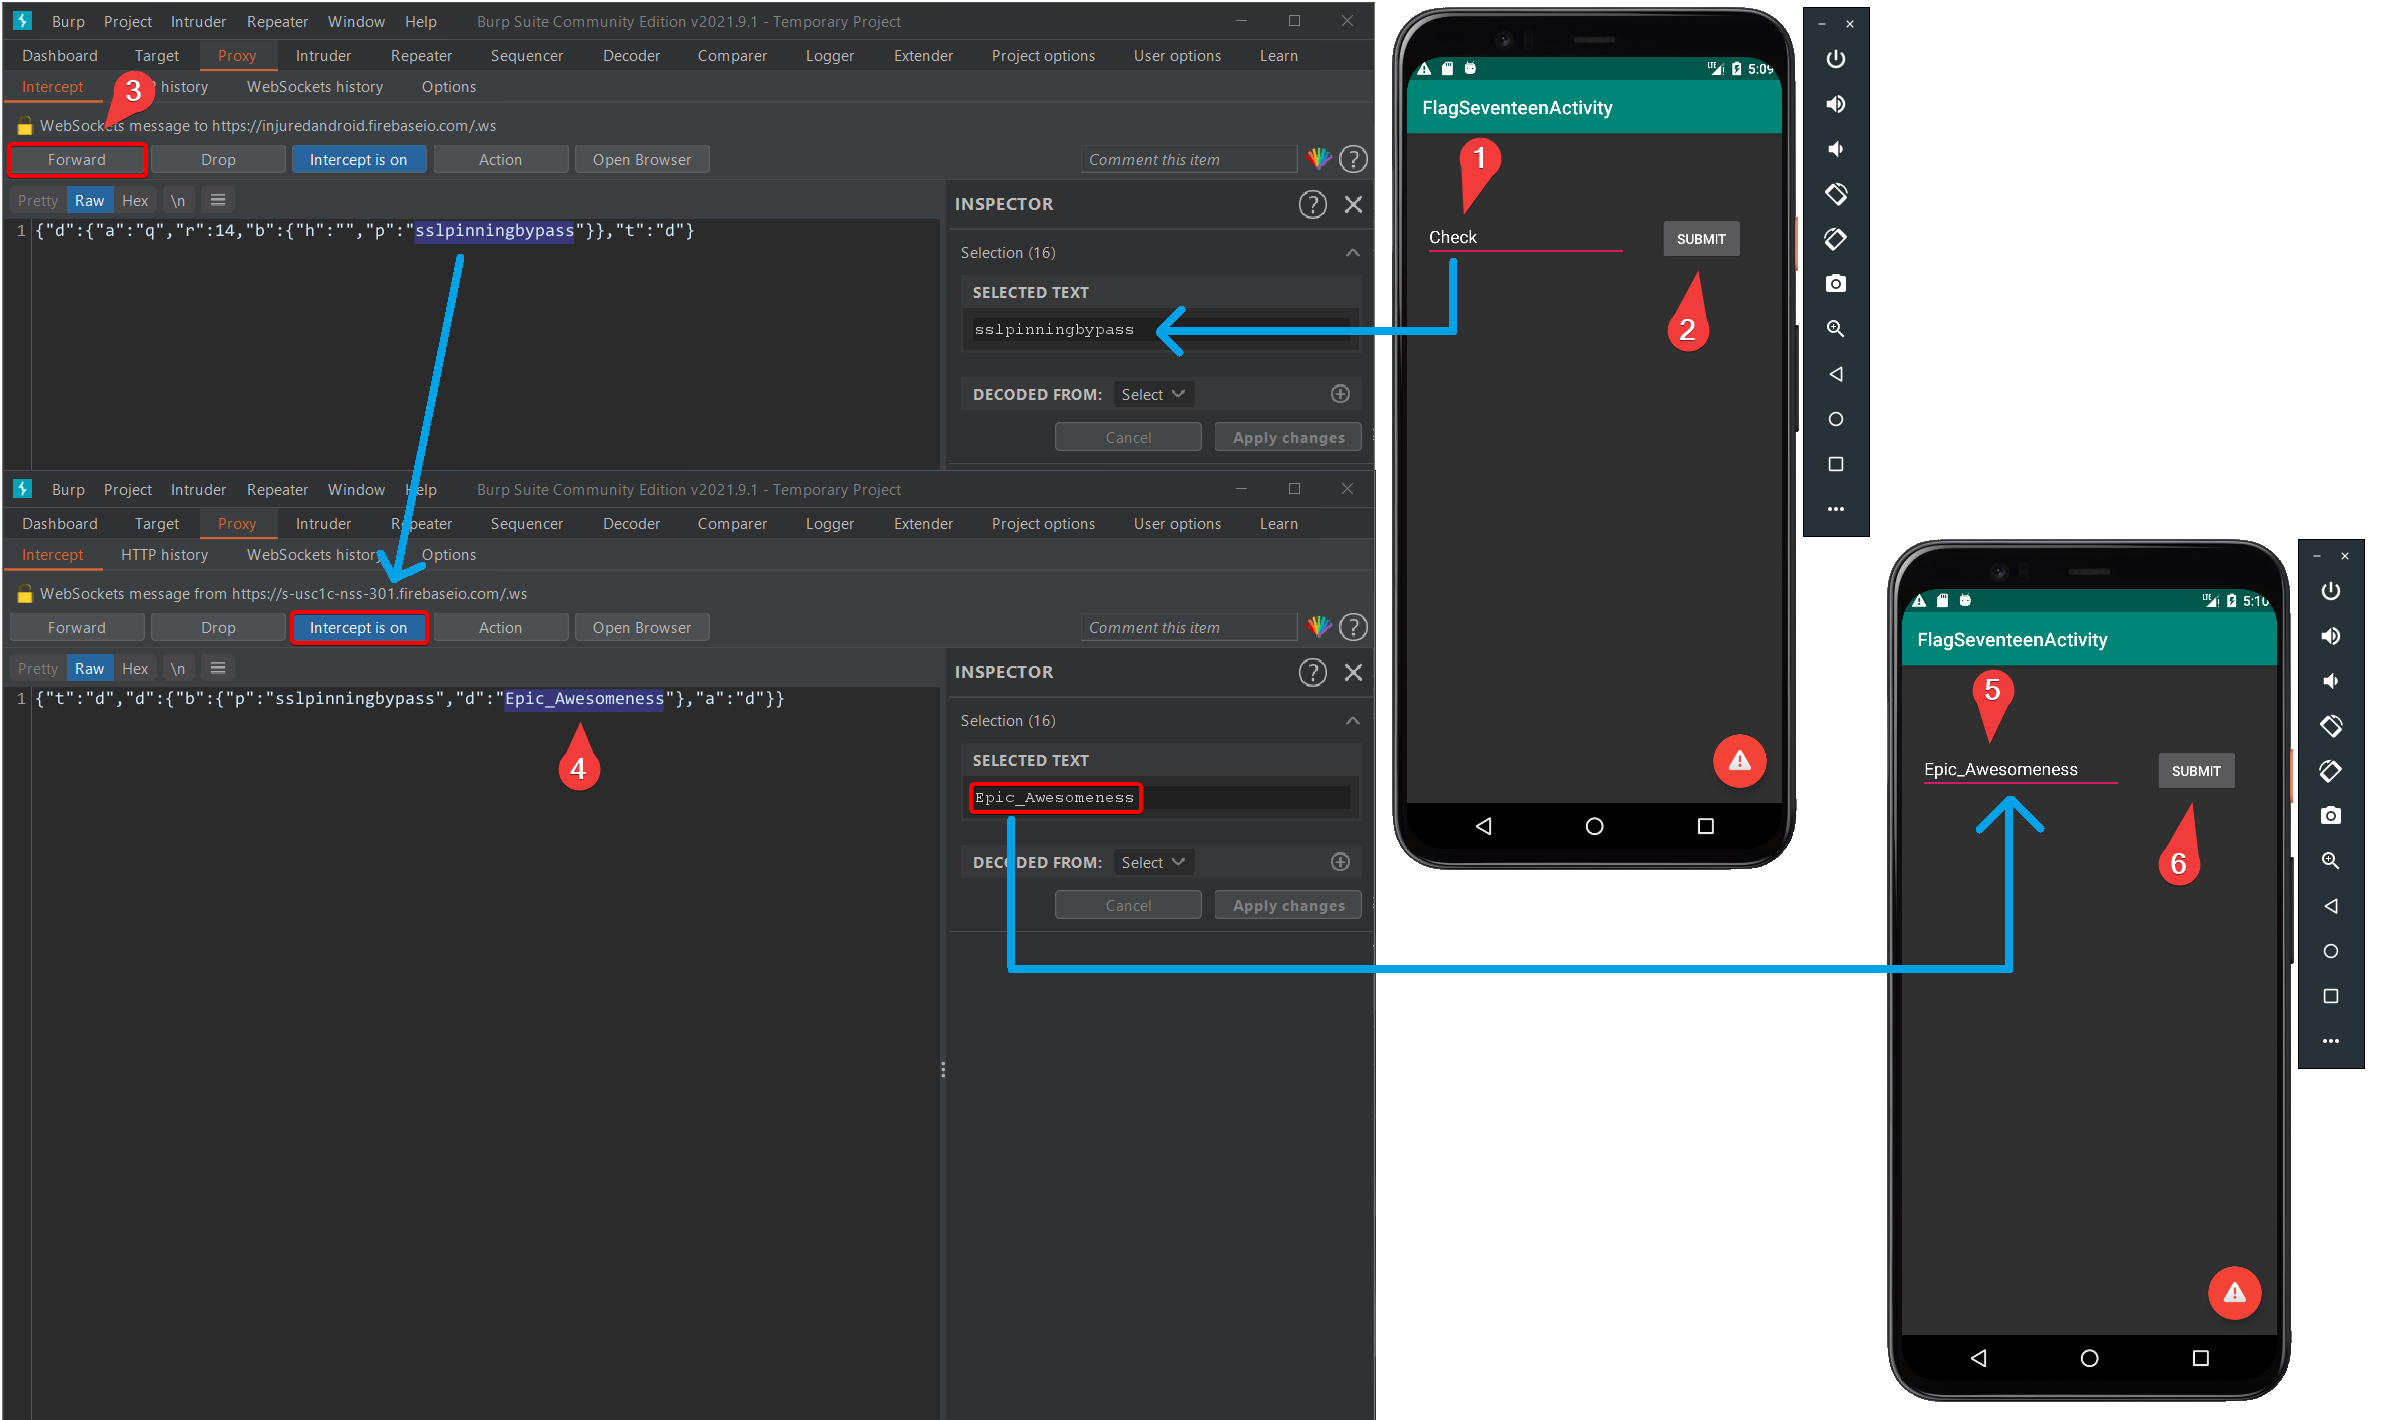 Burp Project Intruder Repeater Window Help Burp Suite Community Edition v2021.9.1 - Temporary Project
Dashboard Target Proxy Intruder Repeater Sequencer Decoder Comparer Logger Extender Project options User options Learn
Intercept history WebSockets history Options
3
WebSockets message to https://injuredandroid.firebaseio.com/.ws
Forward Drop Intercept is on Action Open Browser Comment this item ?
Pretty Raw Hex \n
INSPECTOR ?
1 {"d":{"a":"q","r":14,"b":{"h":"","p":"sslpinningbypass"}},"t":"d"}
Selection (16)
SELECTED TEXT
sslpinningbypass
DECODED FROM: Select
Cancel Apply changes
5:09
FlagSeventeenActivity
1
Check SUBMIT
2
Burp Project Intruder Repeater Window Help Burp Suite Community Edition v2021.9.1 - Temporary Project
Dashboard Target Proxy Intruder Repeater Sequencer Decoder Comparer Logger Extender Project options User options Learn
Intercept HTTP history WebSockets history Options
WebSockets message from https://s-usc1c-nss-301.firebaseio.com/.ws
Forward Drop Intercept is on Action Open Browser Comment this item ?
Pretty Raw Hex \n
INSPECTOR ?
1 {"t":"d","d":{"b":{"p":"sslpinningbypass","d":"Epic_Awesomeness"},"a":"d"}}
4
Selection (16)
SELECTED TEXT
Epic_Awesomeness
DECODED FROM: Select
Cancel Apply changes
LTE 5:10
FlagSeventeenActivity
5
Epic_Awesomeness SUBMIT
6